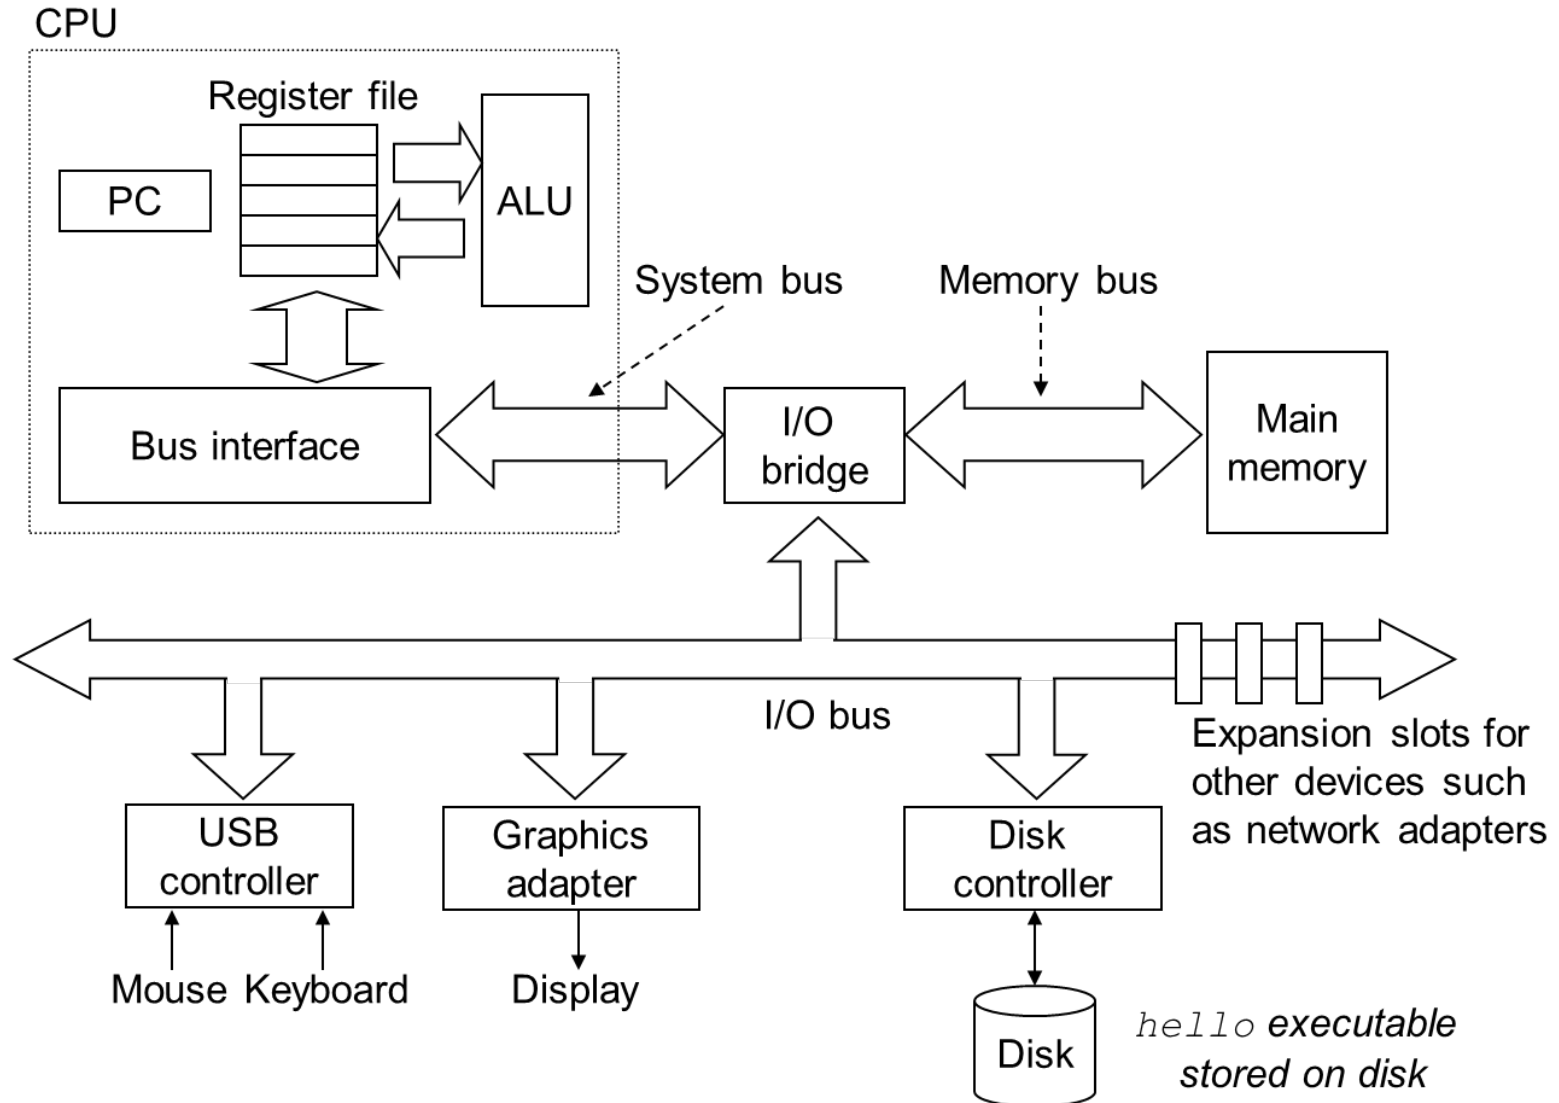 CPU
Register file
PC
ALU
System bus
Memory bus
Bus interface
I/O
bridge
Main
memory
I/O bus
Expansion slots for
other devices such
as network adapters
USB
controller
Graphics
adapter
Disk
controller
Mouse Keyboard
Display
Disk
hello executable
stored on disk